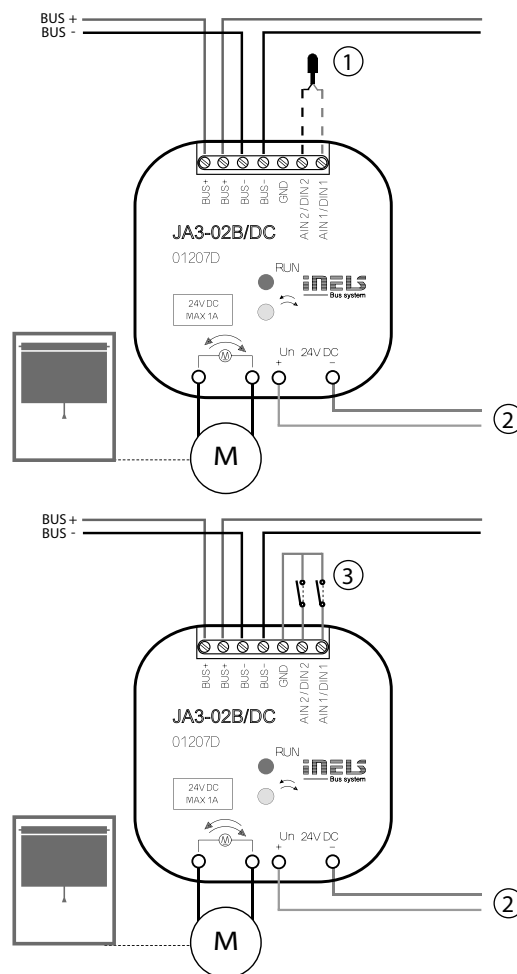 BUS +
BUS -
1
BUS+
BUS+
BUS-
BUS-
GND
AIN 2 / DIN 2
AIN 1 / DIN 1
JA3-02B/DC
01207D
RUN
iNELS
Bus system
24V DC
MAX 1A
M
Un 24V DC
+ -
2
M
BUS +
BUS -
3
BUS+
BUS+
BUS-
BUS-
GND
AIN 2 / DIN 2
AIN 1 / DIN 1
JA3-02B/DC
01207D
RUN
iNELS
Bus system
24V DC
MAX 1A
M
Un 24V DC
+ -
2
M